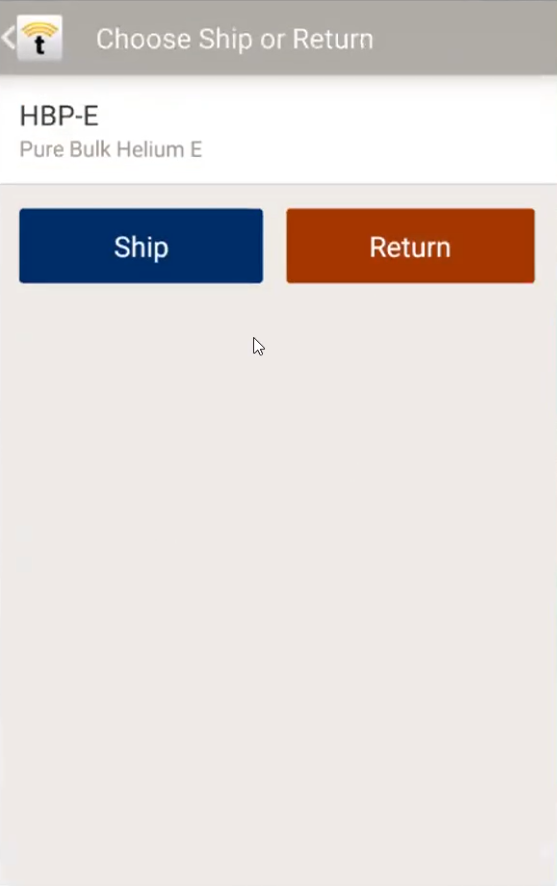 t
Choose Ship or Return
HBP-E
Pure Bulk Helium E
Ship
Return